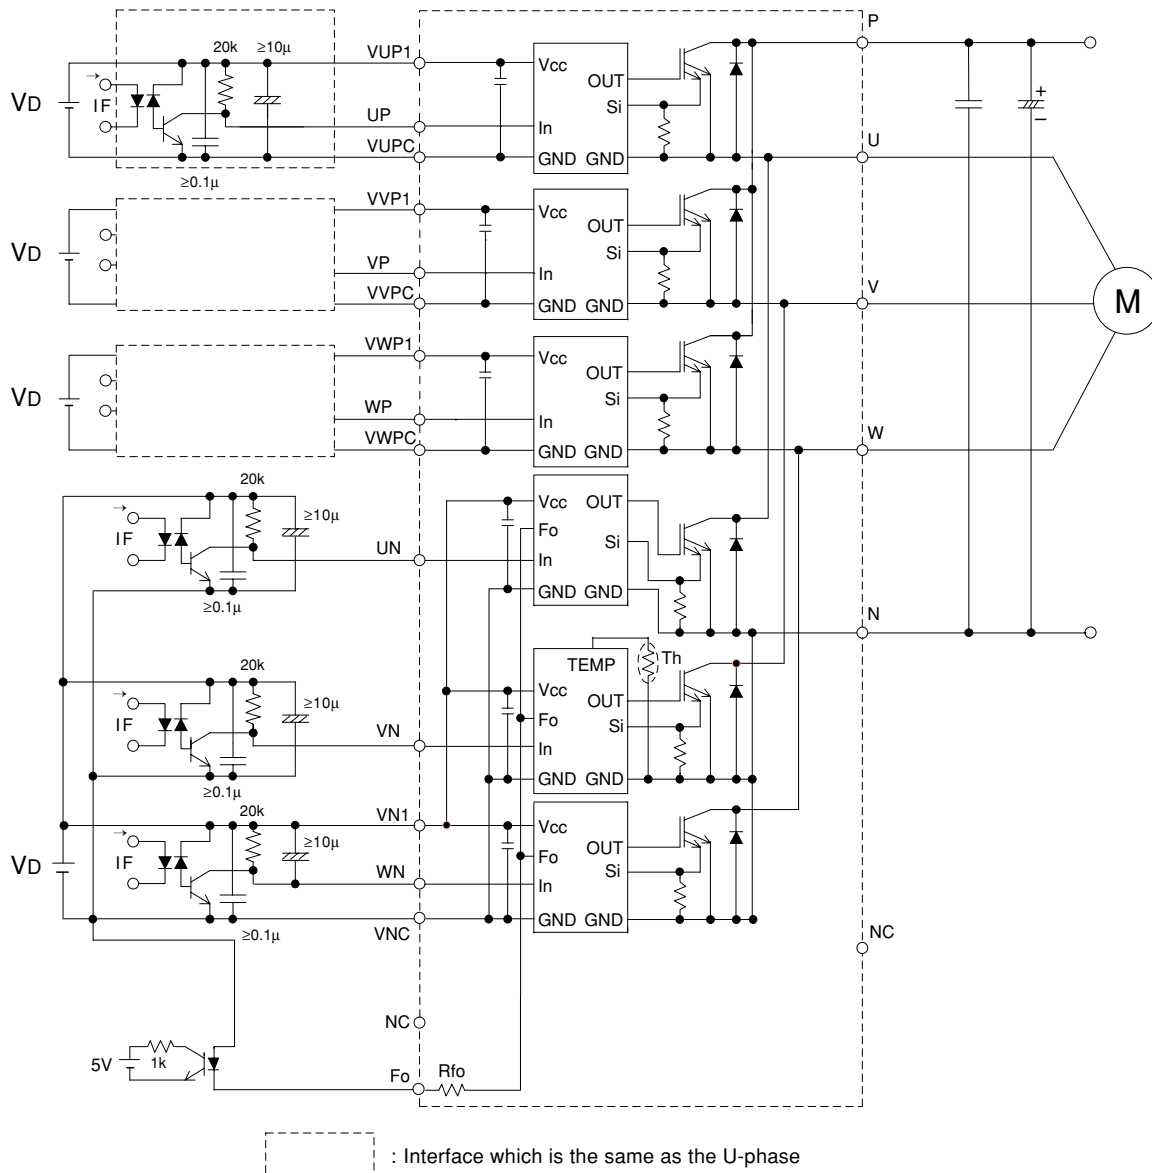 P
20k ≥10µ VUP1
Vcc
OUT
VD IF Si
UP In
VUPC GND GND U
≥0.1µ
+
–
VVP1 Vcc
OUT
VD Si
VP In
VVPC GND GND V
M
VWP1 Vcc
OUT
VD Si
WP In
VWPC GND GND W
20k
≥10µ Vcc OUT
IF Fo Si
UN In
GND GND N
≥0.1µ
TEMP Th
20k
≥10µ Vcc OUT
IF Fo Si
VN In
GND GND
≥0.1µ
20k VN1
≥10µ Vcc
OUT
VD IF Fo Si
WN In
GND GND
≥0.1µ VNC
NC
NC
5V 1k
Fo Rfo
: Interface which is the same as the U-phase